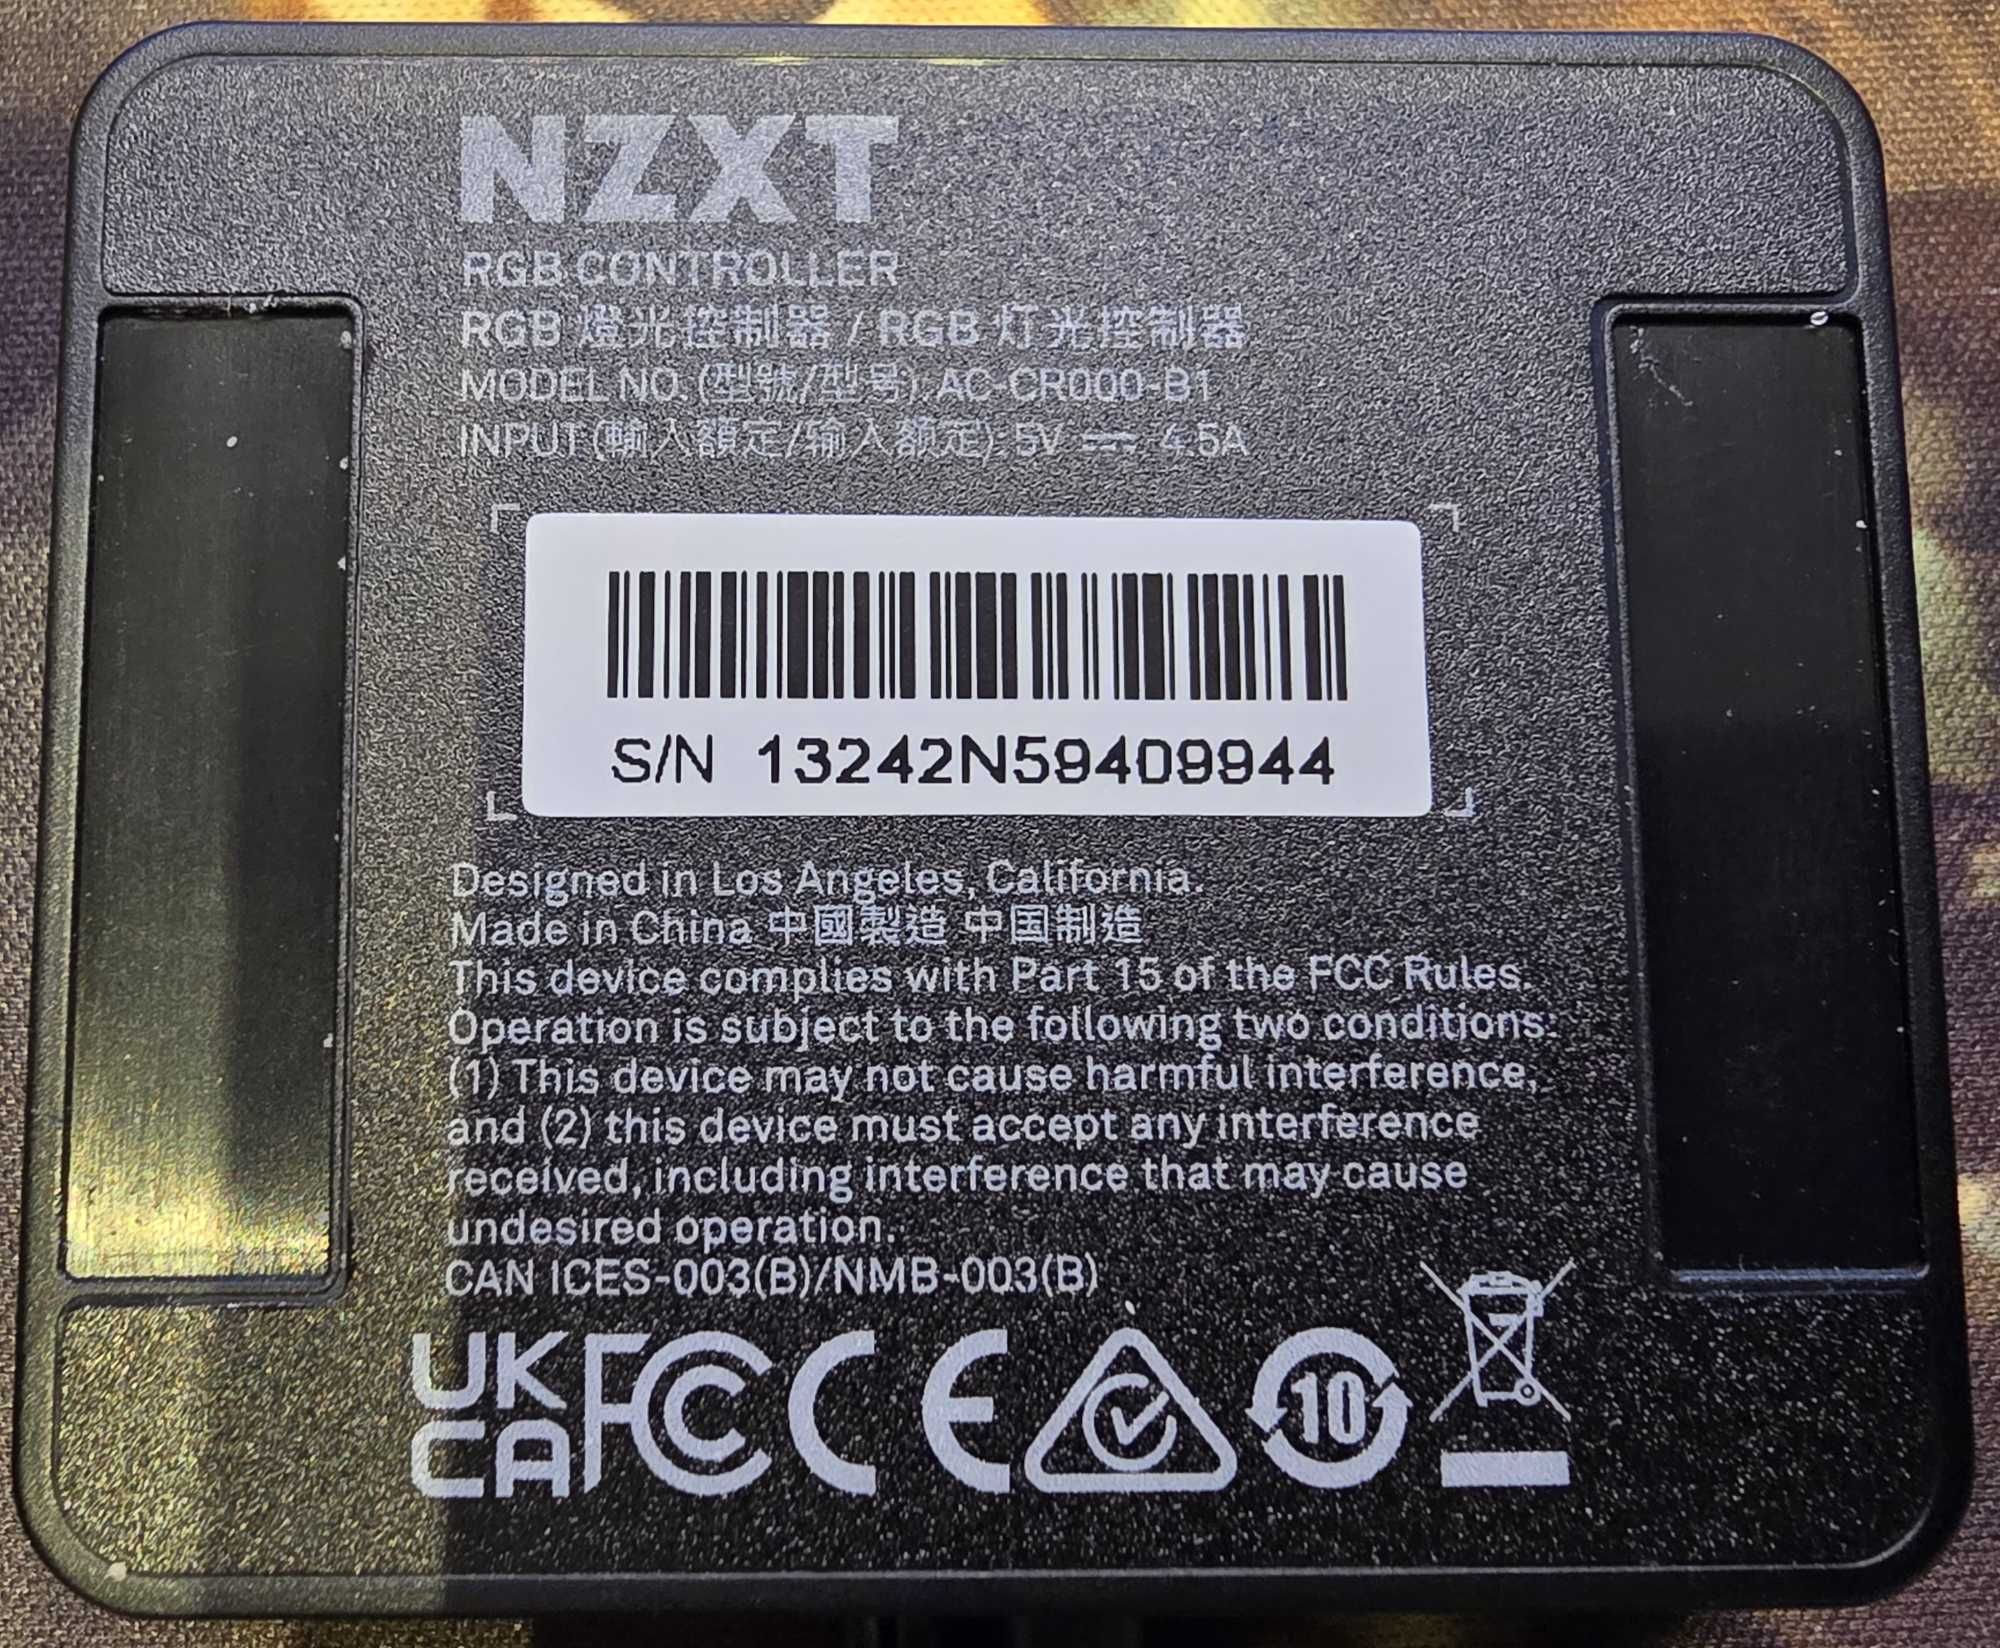 NZXT
RGB CONTROLLER
RGB 燈光控制器 / RGB 灯光控制器
MODEL NO. (型號/型号): AC-CR000-B1
INPUT (輸入額定/输入额定): 5V ⎓ 4.5A
S/N 13242N59409944
Designed in Los Angeles, California.
Made in China 中國製造 中国制造
This device complies with Part 15 of the FCC Rules.
Operation is subject to the following two conditions:
(1) This device may not cause harmful interference,
and (2) this device must accept any interference
received, including interference that may cause
undesired operation.
CAN ICES-003(B)/NMB-003(B)
UK CA FC CE 10